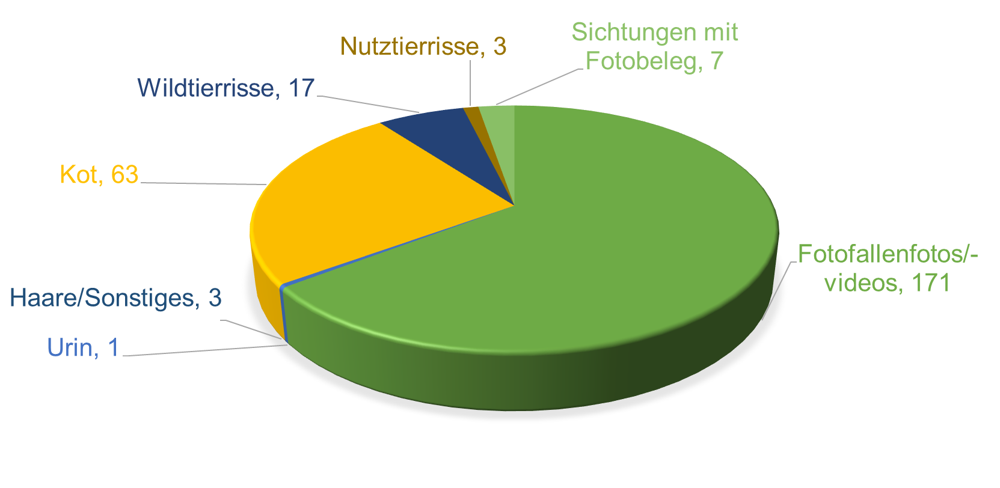 Sichtungen mit
Fotobeleg, 7
Nutztierrisse, 3
Wildtierrisse, 17
Kot, 63
Fotofallenfotos/-
videos, 171
Haare/Sonstiges, 3
Urin, 1